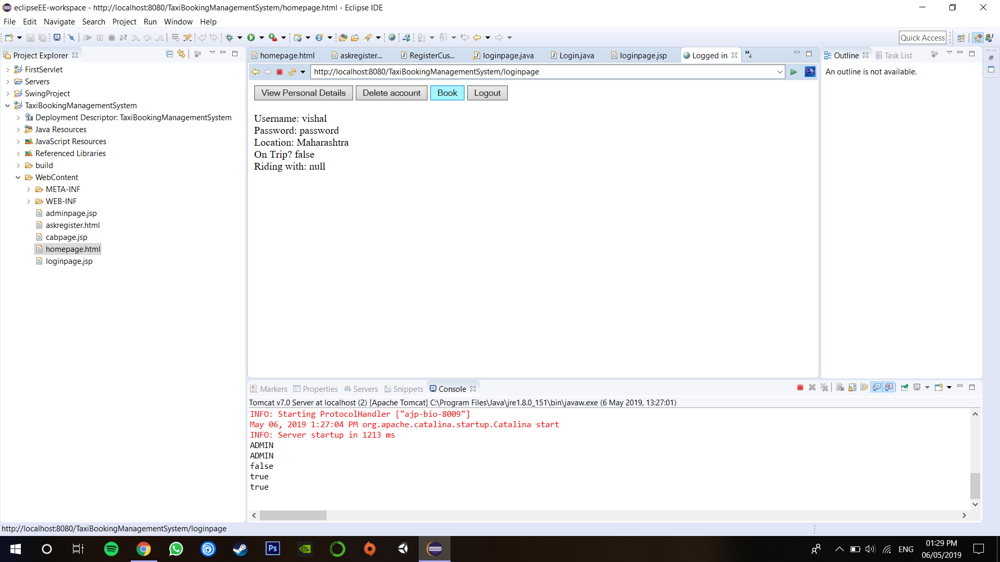 eclipseEE-workspace - http://localhost:8080/TaxiBookingManagementSystem/homepage.html - Eclipse IDE
File Edit Navigate Search Project Run Window Help
Quick Access
Project Explorer
FirstServlet
Servers
SwingProject
TaxiBookingManagementSystem
Deployment Descriptor: TaxiBookingManagementSystem
Java Resources
JavaScript Resources
Referenced Libraries
build
WebContent
META-INF
WEB-INF
adminpage.jsp
askregister.html
cabpage.jsp
homepage.html
loginpage.jsp
homepage.html askregister... RegisterCus... loginpage.java Login.java loginpage.jsp Logged in »4
http://localhost:8080/TaxiBookingManagementSystem/loginpage
View Personal Details Delete account Book Logout
Username: vishal
Password: password
Location: Maharashtra
On Trip? false
Riding with: null
Outline Task List
An outline is not available.
Markers Properties Servers Snippets Console
Tomcat v7.0 Server at localhost (2) [Apache Tomcat] C:\Program Files\Java\jre1.8.0_151\bin\javaw.exe (6 May 2019, 13:27:01)
INFO: Starting ProtocolHandler ["ajp-bio-8009"]
May 06, 2019 1:27:04 PM org.apache.catalina.startup.Catalina start
INFO: Server startup in 1213 ms
ADMIN
ADMIN
false
true
true
http://localhost:8080/TaxiBookingManagementSystem/loginpage
Ps
ENG
01:29 PM
06/05/2019